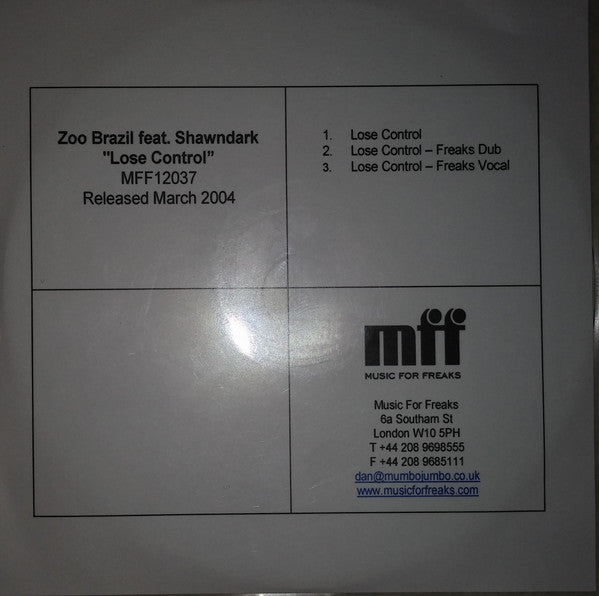 Zoo Brazil feat. Shawndark
"Lose Control”
MFF12037
Released March 2004
1. Lose Control
2. Lose Control – Freaks Dub
3. Lose Control – Freaks Vocal
mff
MUSIC FOR FREAKS
Music For Freaks
6a Southam St
London W10 5PH
T +44 208 9698555
F +44 208 9685111
dan@mumbojumbo.co.uk
www.musicforfreaks.com